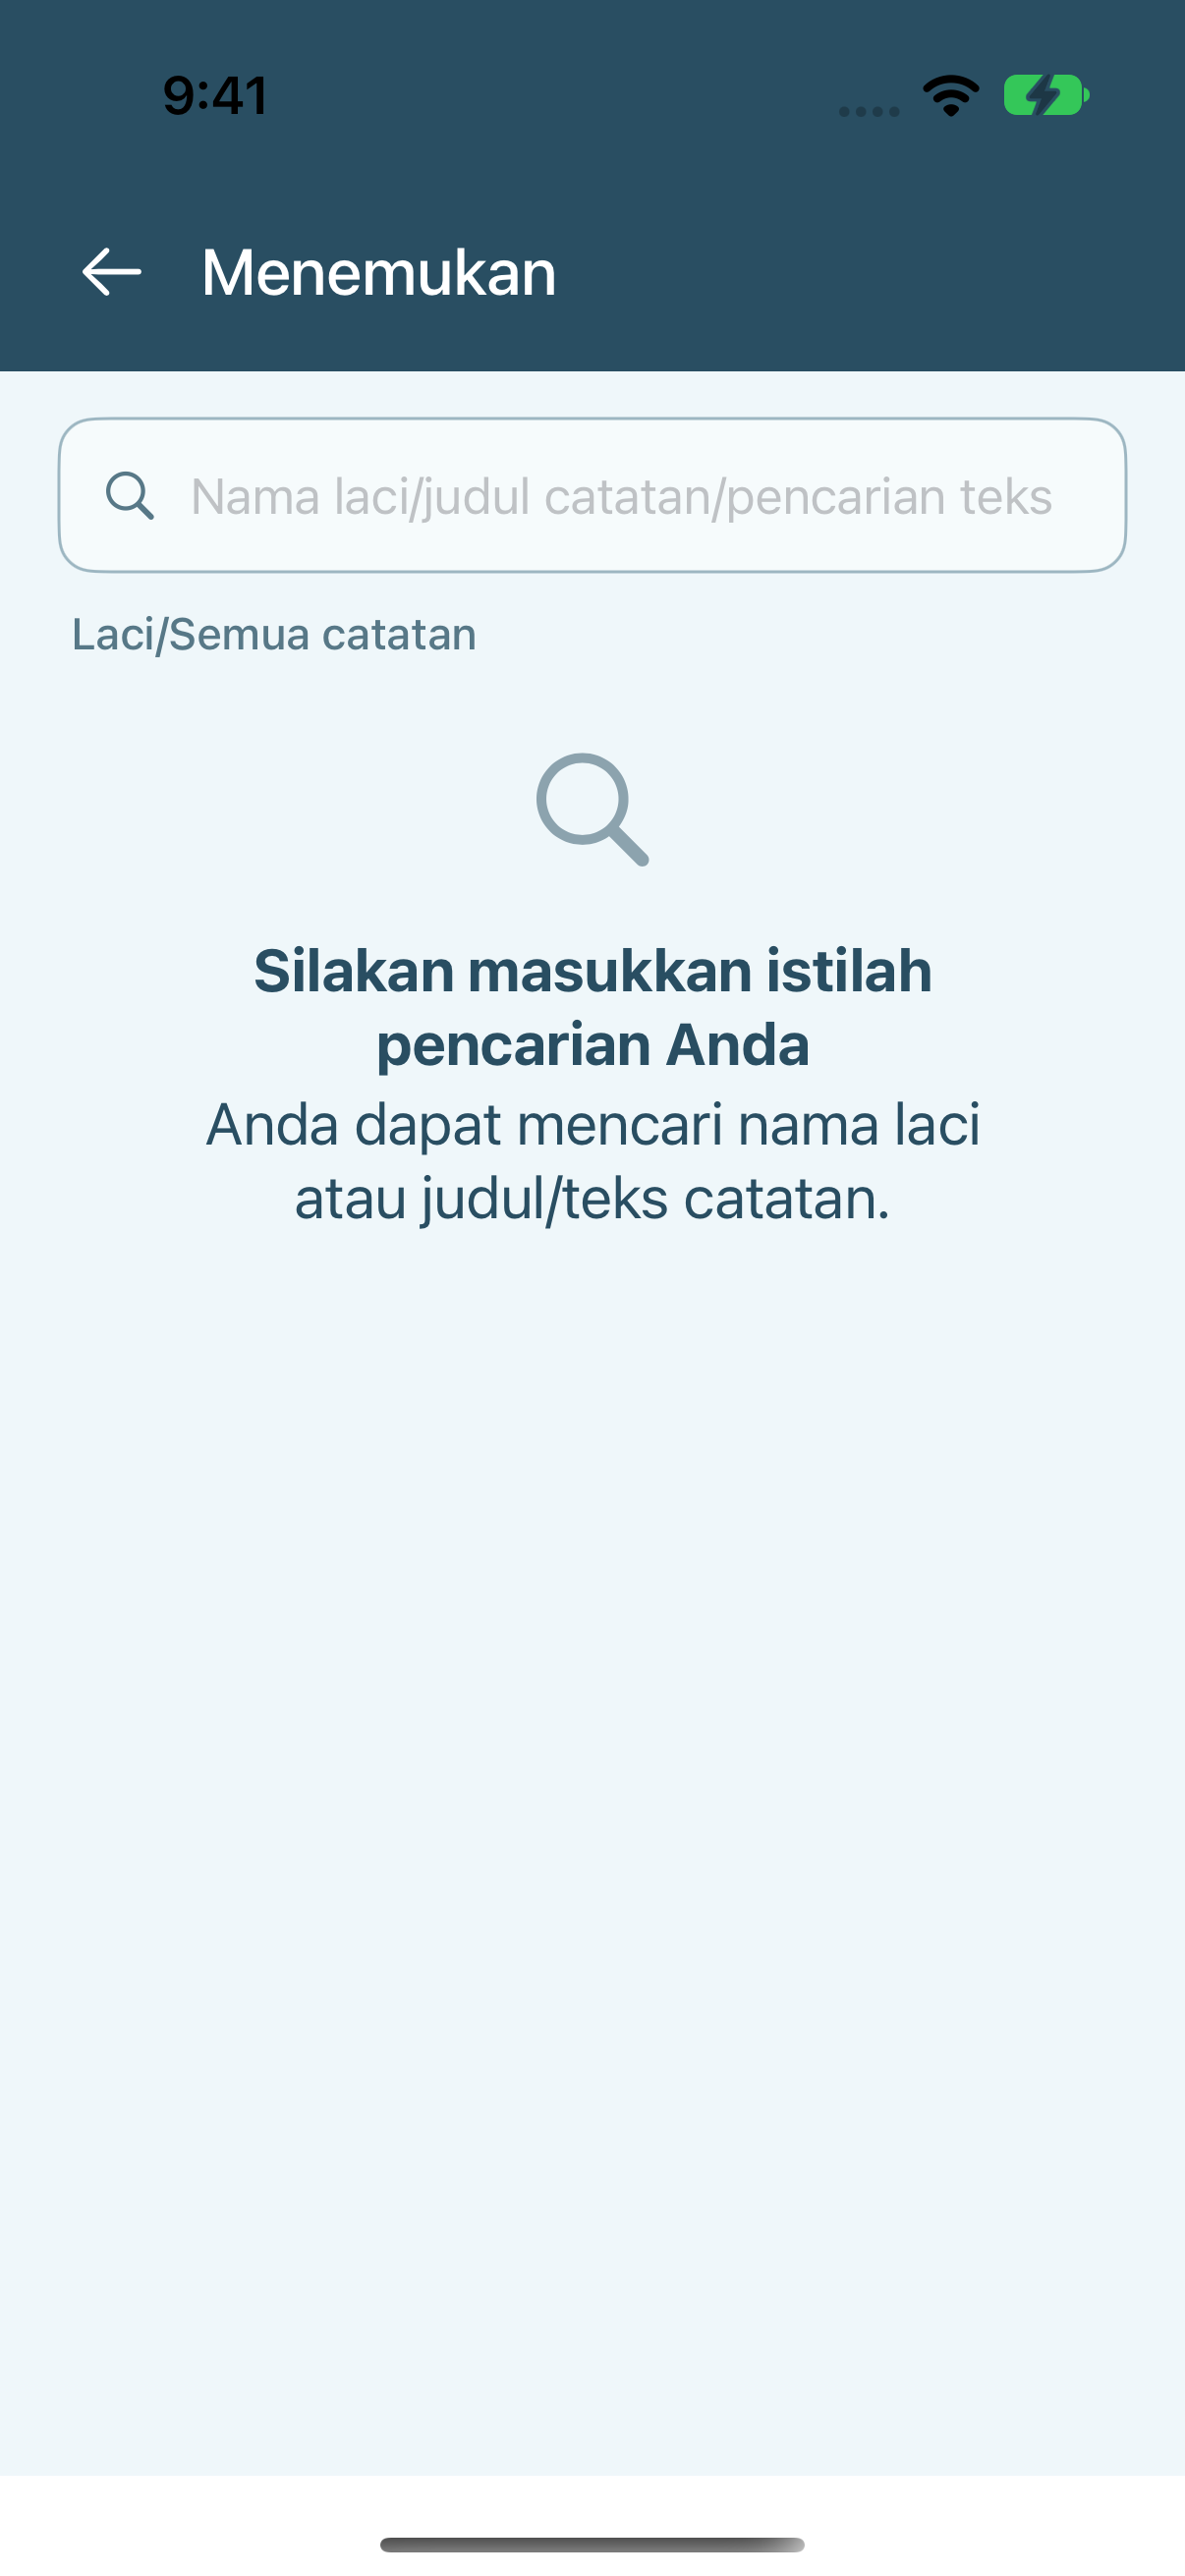 9:41
Menemukan
Nama laci/judul catatan/pencarian teks
Laci/Semua catatan
Silakan masukkan istilah
pencarian Anda
Anda dapat mencari nama laci
atau judul/teks catatan.